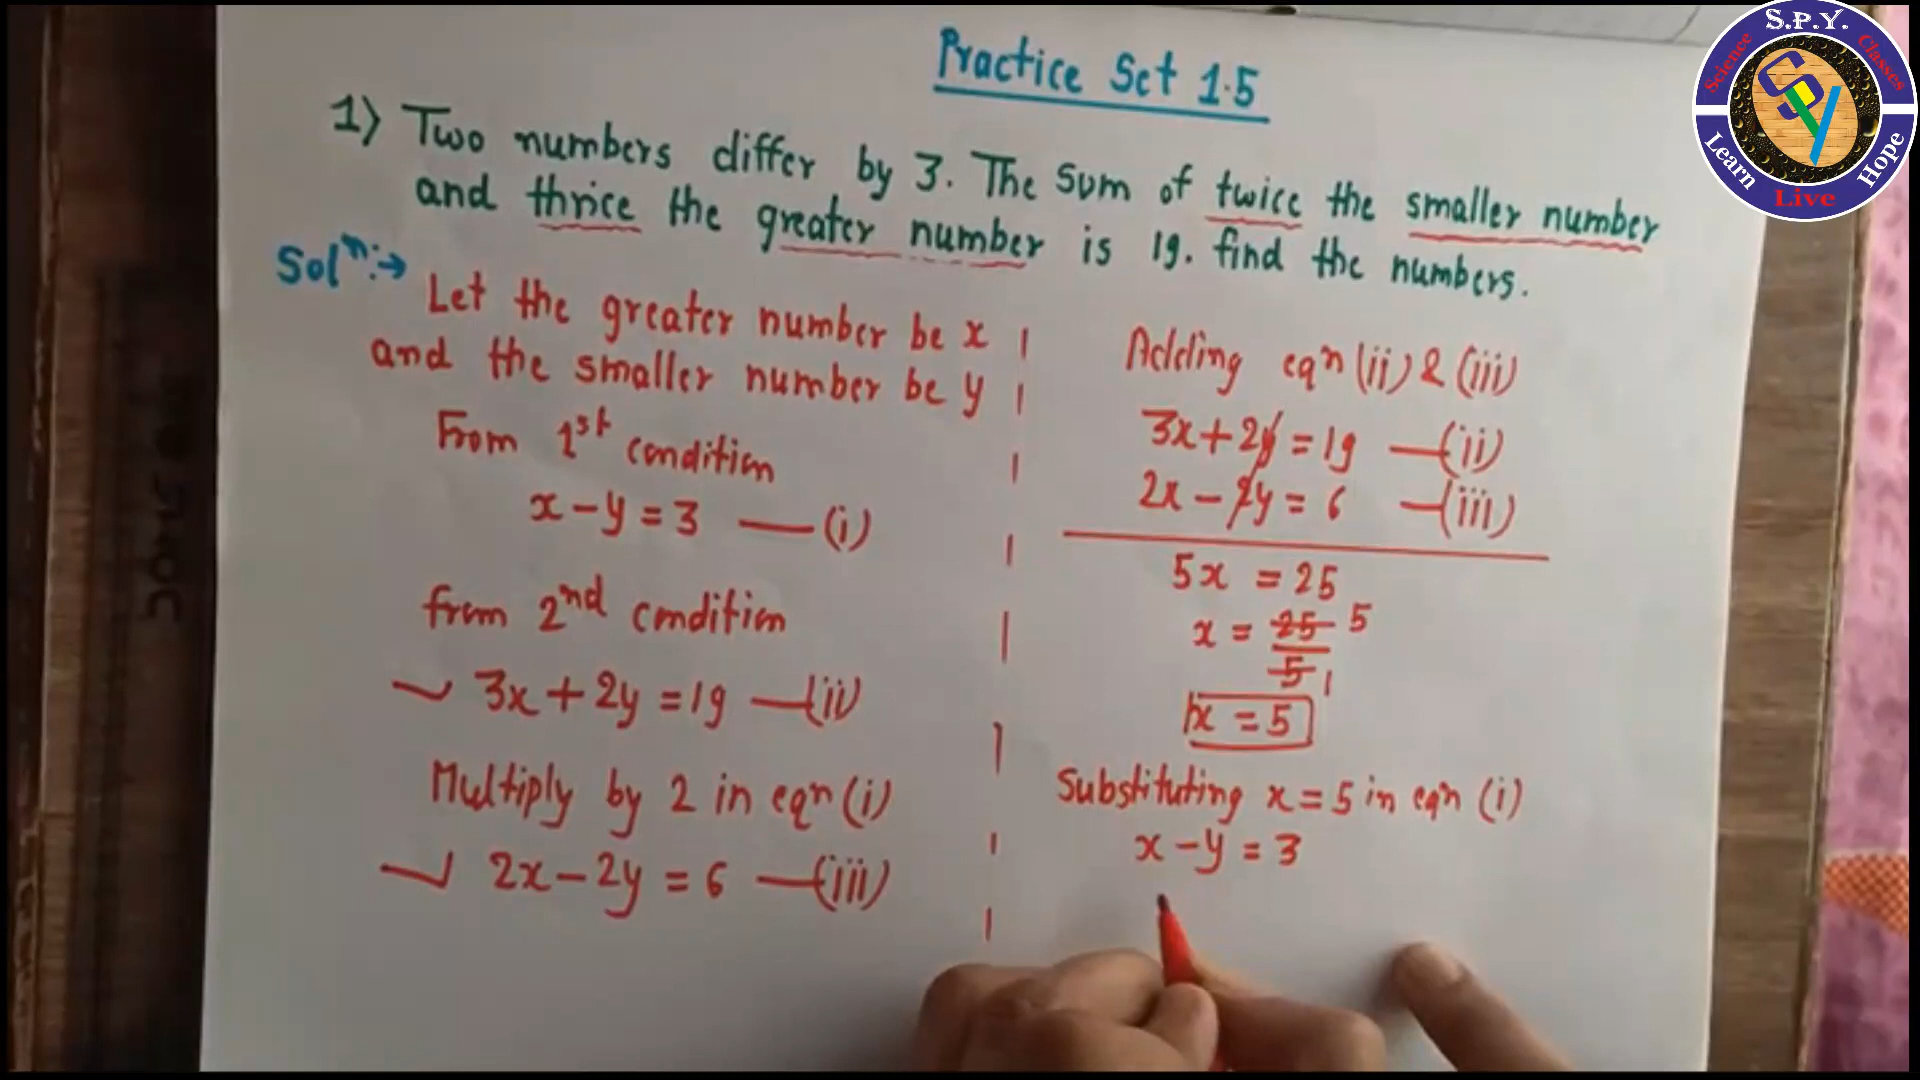 Practice Set 1.5
1) Two numbers differ by 3. The sum of twice the smaller number
and thrice the greater number is 19. find the numbers.
Solⁿ:→
Let the greater number be x
and the smaller number be y
From 1st condition
x - y = 3 — (i)
from 2nd condition
3x + 2y = 19 — (ii)
Multiply by 2 in eqⁿ (i)
2x - 2y = 6 — (iii)
Adding eqⁿ (ii) & (iii)
3x + 2y = 19 — (ii)
2x - 2y = 6 — (iii)
5x = 25
x = 25 5
5 1
x = 5
Substituting x = 5 in eqⁿ (i)
x - y = 3
S.P.Y.
Science Classes
SPY
Learn Live Hope